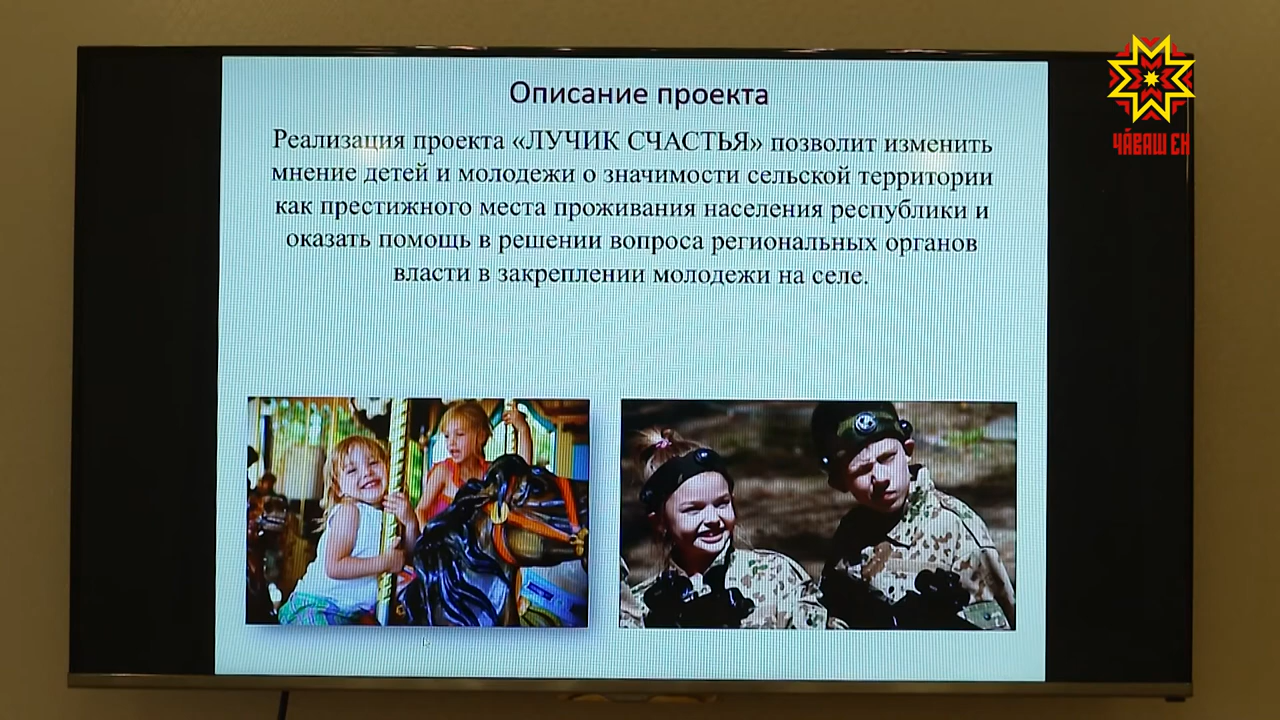 Описание проекта
Реализация проекта «ЛУЧИК СЧАСТЬЯ» позволит изменить
мнение детей и молодежи о значимости сельской территории
как престижного места проживания населения республики и
оказать помощь в решении вопроса региональных органов
власти в закреплении молодежи на селе.
ЧӐВАШ ЕН